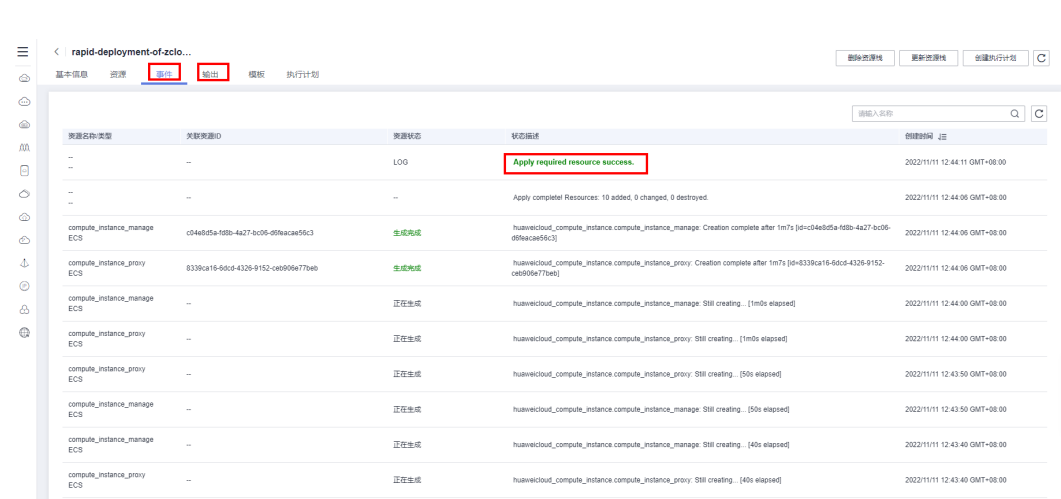 rapid-deployment-of-zclo...
删除资源栈 更新资源栈 创建执行计划
基本信息 资源 事件 输出 模板 执行计划
请输入名称
资源名称/类型 关联资源ID 资源状态 状态描述 创建时间
-- -- LOG Apply required resource success. 2022/11/11 12:44:11 GMT+08:00
--
-- -- -- Apply complete! Resources: 10 added, 0 changed, 0 destroyed. 2022/11/11 12:44:06 GMT+08:00
--
compute_instance_manage
ECS
c04e8d5a-fd8b-4a27-bc06-d6feacae56c3 生成完成
huaweicloud_compute_instance.compute_instance_manage: Creation complete after 1m7s [id=c04e8d5a-fd8b-4a27-bc06-
d6feacae56c3]
2022/11/11 12:44:06 GMT+08:00
compute_instance_proxy
ECS
8339ca16-6dcd-4326-9152-ceb906e77beb 生成完成
huaweicloud_compute_instance.compute_instance_proxy: Creation complete after 1m7s [id=8339ca16-6dcd-4326-9152-
ceb906e77beb]
2022/11/11 12:44:06 GMT+08:00
compute_instance_manage
ECS
-- 正在生成 huaweicloud_compute_instance.compute_instance_manage: Still creating... [1m0s elapsed] 2022/11/11 12:44:00 GMT+08:00
compute_instance_proxy
ECS
-- 正在生成 huaweicloud_compute_instance.compute_instance_proxy: Still creating... [1m0s elapsed] 2022/11/11 12:44:00 GMT+08:00
compute_instance_proxy
ECS
-- 正在生成 huaweicloud_compute_instance.compute_instance_proxy: Still creating... [50s elapsed] 2022/11/11 12:43:50 GMT+08:00
compute_instance_manage
ECS
-- 正在生成 huaweicloud_compute_instance.compute_instance_manage: Still creating... [50s elapsed] 2022/11/11 12:43:50 GMT+08:00
compute_instance_manage
ECS
-- 正在生成 huaweicloud_compute_instance.compute_instance_manage: Still creating... [40s elapsed] 2022/11/11 12:43:40 GMT+08:00
compute_instance_proxy
ECS
-- 正在生成 huaweicloud_compute_instance.compute_instance_proxy: Still creating... [40s elapsed] 2022/11/11 12:43:40 GMT+08:00